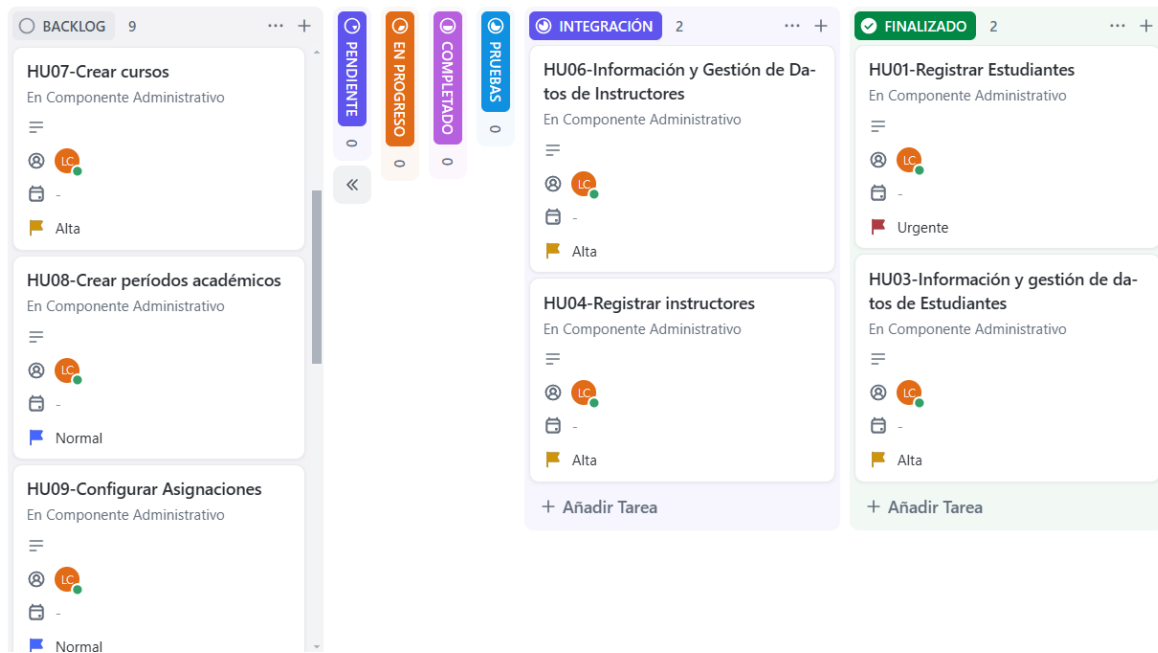 BACKLOG 9
HU07-Crear cursos
En Componente Administrativo
LC
-
Alta
HU08-Crear períodos académicos
En Componente Administrativo
LC
-
Normal
HU09-Configurar Asignaciones
En Componente Administrativo
LC
-
Normal
PENDIENTE 0
EN PROGRESO 0
COMPLETADO 0
PRUEBAS 0
INTEGRACIÓN 2
HU06-Información y Gestión de Da-
tos de Instructores
En Componente Administrativo
LC
-
Alta
HU04-Registrar instructores
En Componente Administrativo
LC
-
Alta
+ Añadir Tarea
FINALIZADO 2
HU01-Registrar Estudiantes
En Componente Administrativo
LC
-
Urgente
HU03-Información y gestión de da-
tos de Estudiantes
En Componente Administrativo
LC
-
Alta
+ Añadir Tarea